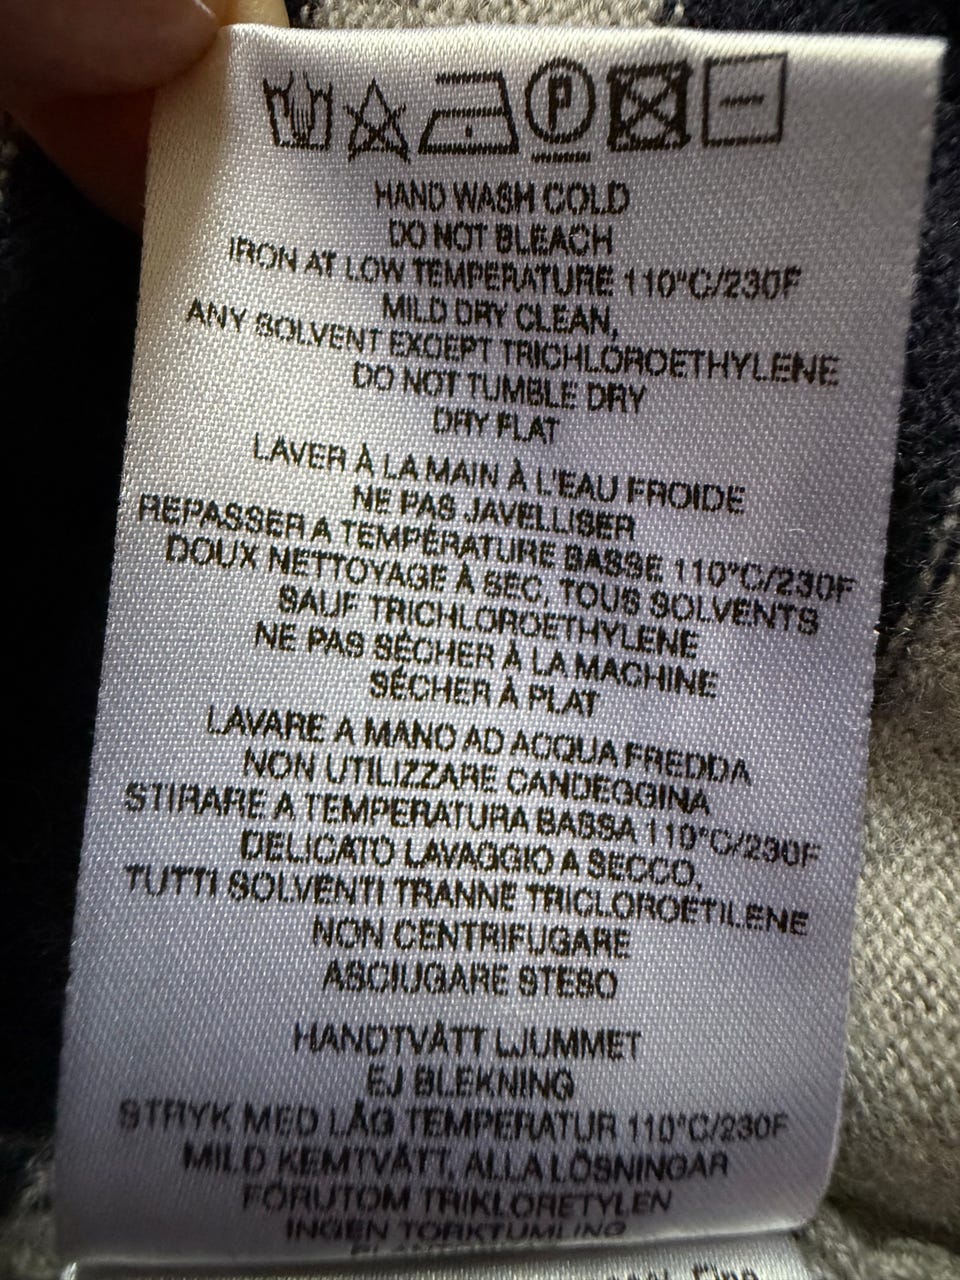 P
HAND WASH COLD
DO NOT BLEACH
IRON AT LOW TEMPERATURE 110°C/230F
MILD DRY CLEAN,
ANY SOLVENT EXCEPT TRICHLOROETHYLENE
DO NOT TUMBLE DRY
DRY FLAT
LAVER À LA MAIN À L'EAU FROIDE
NE PAS JAVELLISER
REPASSER A TEMPÉRATURE BASSE 110°C/230F
DOUX NETTOYAGE À SEC, TOUS SOLVENTS
SAUF TRICHLOROÉTHYLENE
NE PAS SÉCHER À LA MACHINE
SÉCHER À PLAT
LAVARE A MANO AD ACQUA FREDDA
NON UTILIZZARE CANDEGGINA
STIRARE A TEMPERATURA BASSA 110°C/230F
DELICATO LAVAGGIO A SECCO,
TUTTI SOLVENTI TRANNE TRICLOROETILENE
NON CENTRIFUGARE
ASCIUGARE STESO
HANDTVÄTT LJUMMET
EJ BLEKNING
STRYK MED LÅG TEMPERATUR 110°C/230F
MILD KEMTVÄTT, ALLA LÖSNINGAR
FÖRUTOM TRIKLORETYLEN
INGEN TORKTUMLING
Fine